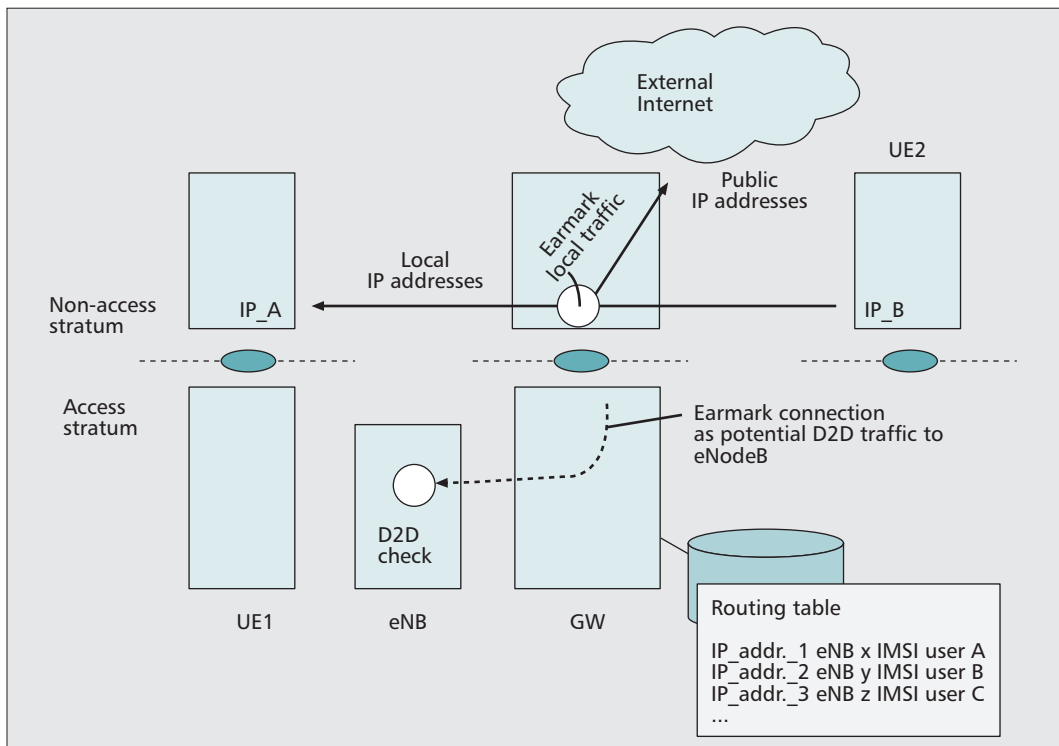 External
Internet
UE2
Public
IP addresses
Earmark
local traffic
Local
IP addresses
Non-access
stratum
IP_A
IP_B
Access
stratum
Earmark connection
as potential D2D traffic to
eNodeB
D2D
check
UE1
eNB
GW
Routing table
IP_addr._1 eNB x IMSI user A
IP_addr._2 eNB y IMSI user B
IP_addr._3 eNB z IMSI user C
...